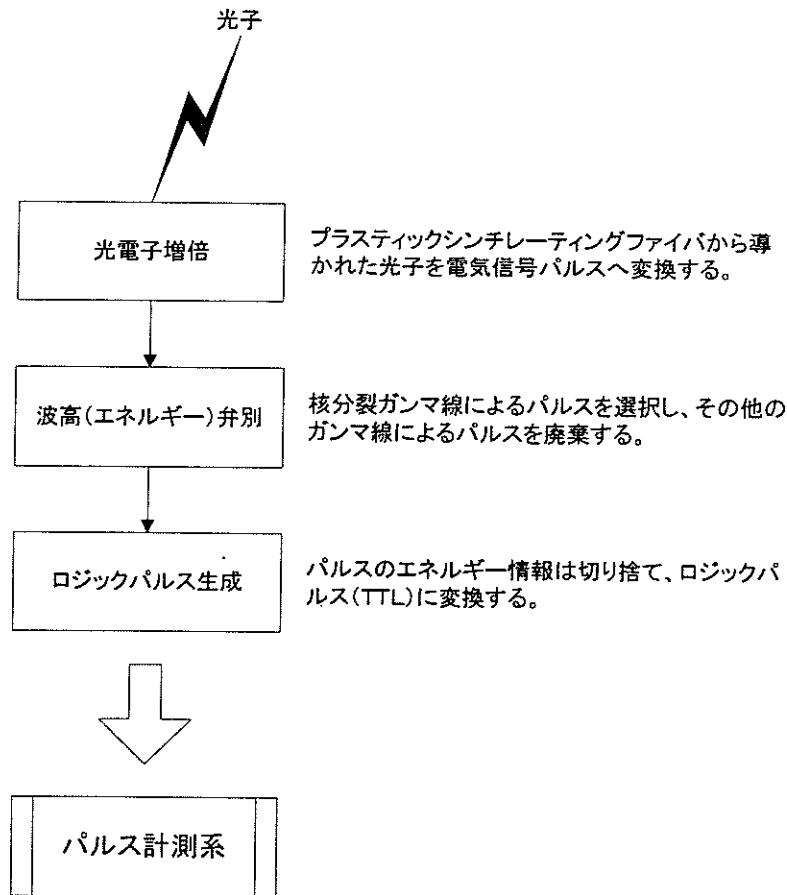 光子
光電子増倍
プラスティックシンチレーティングファイバから導
かれた光子を電気信号パルスへ変換する。
波高(エネルギー)弁別
核分裂ガンマ線によるパルスを選択し、その他の
ガンマ線によるパルスを廃棄する。
ロジックパルス生成
パルスのエネルギー情報は切り捨て、ロジックパ
ルス(TTL)に変換する。
パルス計測系